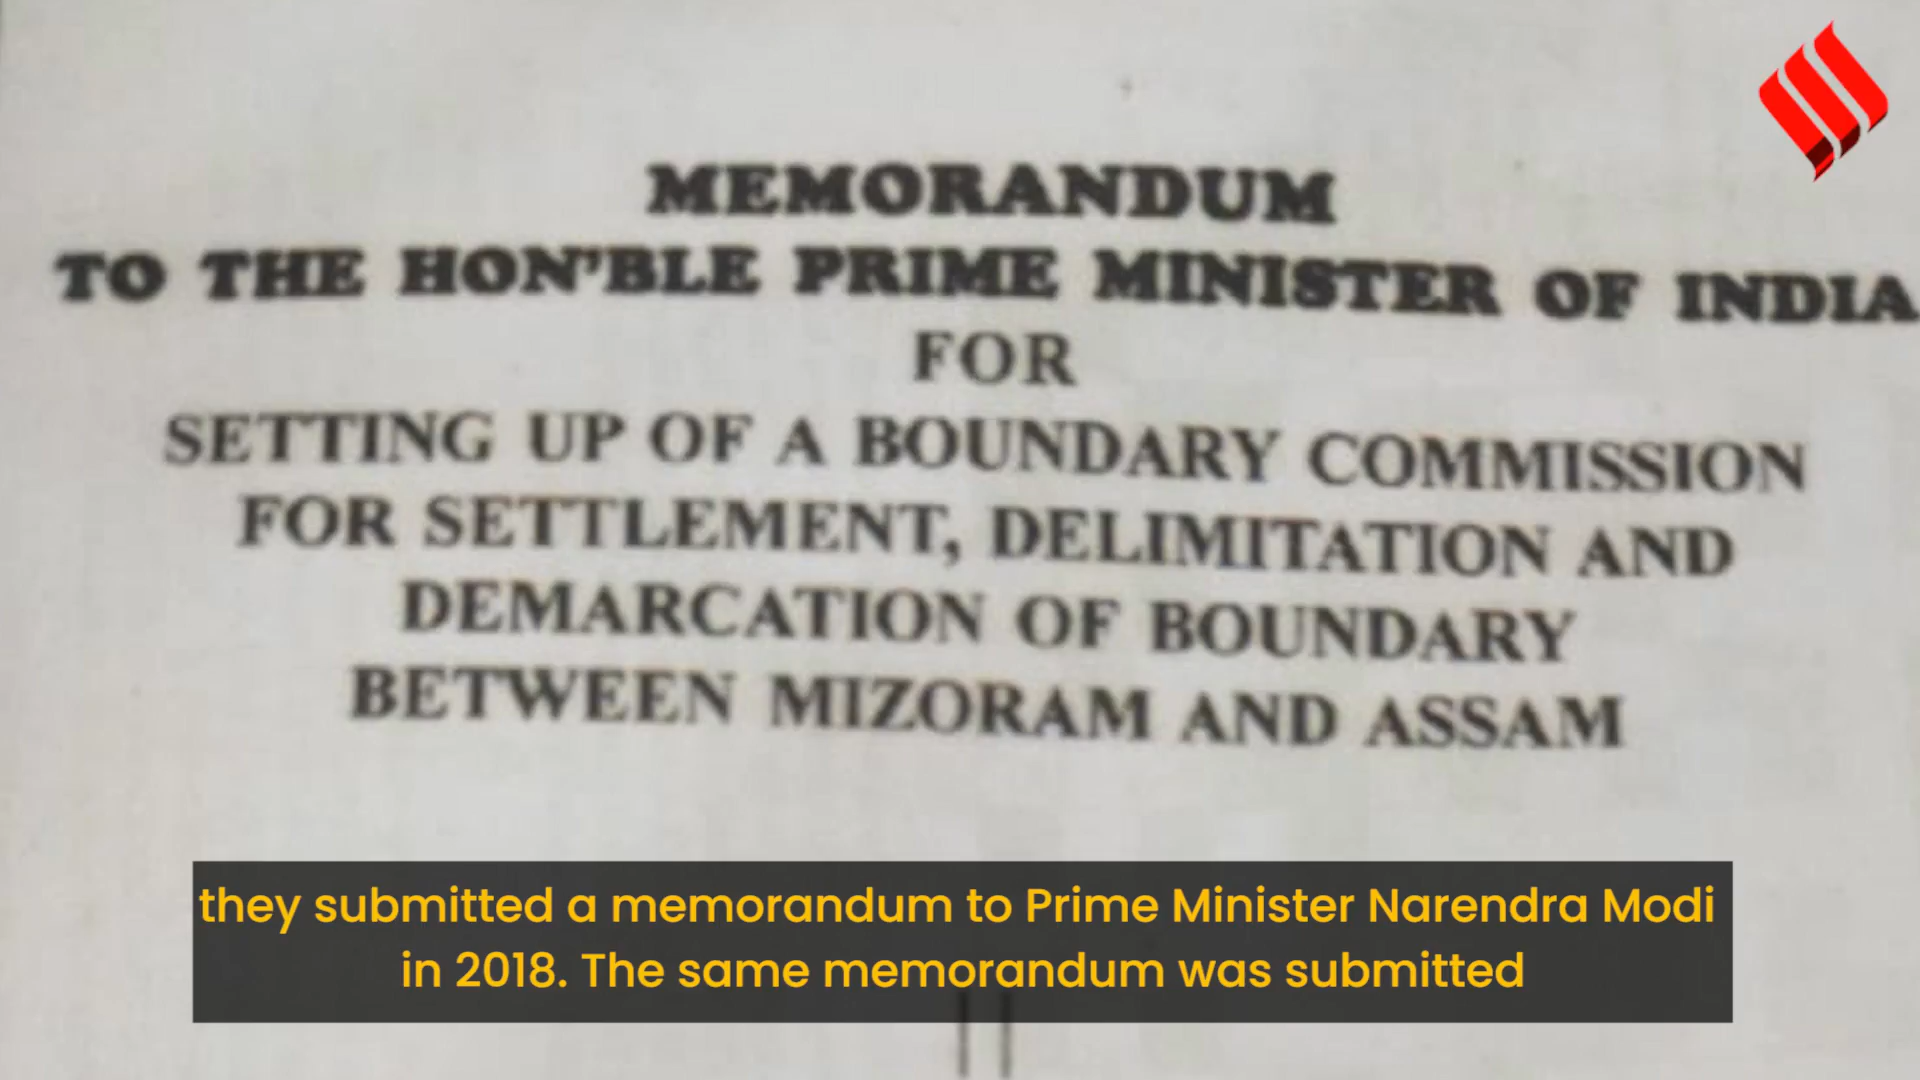 MEMORANDUM
TO THE HON'BLE PRIME MINISTER OF INDIA
FOR
SETTING UP OF A BOUNDARY COMMISSION
FOR SETTLEMENT, DELIMITATION AND
DEMARCATION OF BOUNDARY
BETWEEN MIZORAM AND ASSAM
they submitted a memorandum to Prime Minister Narendra Modi
in 2018. The same memorandum was submitted